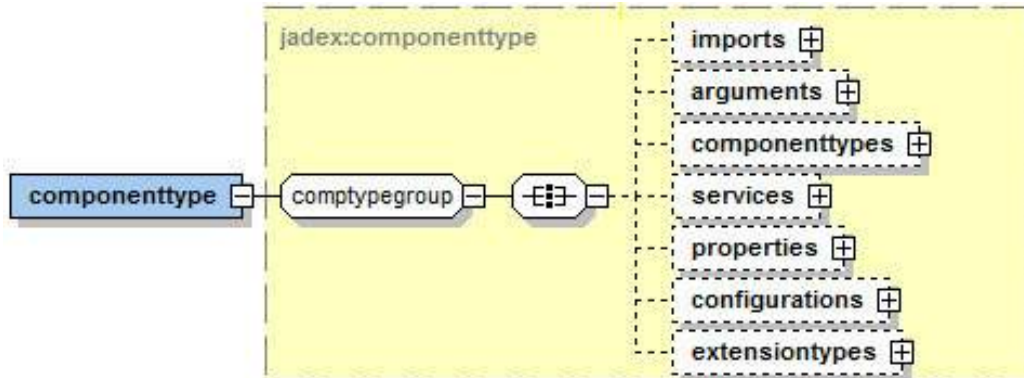 jadex:componenttype
imports
arguments
componenttypes
componenttype
comptypegroup
services
properties
configurations
extensiontypes